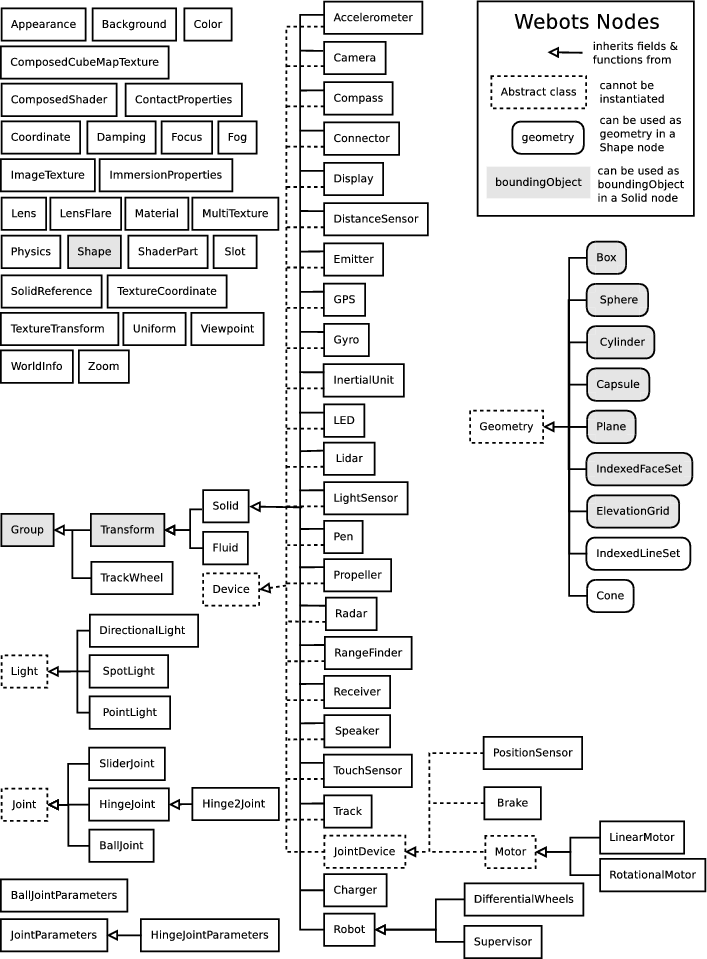 Appearance
Background
Color
ComposedCubeMapTexture
ComposedShader
ContactProperties
Coordinate
Damping
Focus
Fog
ImageTexture
ImmersionProperties
Lens
LensFlare
Material
MultiTexture
Physics
Shape
ShaderPart
Slot
SolidReference
TextureCoordinate
TextureTransform
Uniform
Viewpoint
WorldInfo
Zoom
Group
Transform
Solid
Fluid
TrackWheel
Device
Light
DirectionalLight
SpotLight
PointLight
Joint
SliderJoint
HingeJoint
Hinge2Joint
BallJoint
BallJointParameters
JointParameters
HingeJointParameters
Accelerometer
Camera
Compass
Connector
Display
DistanceSensor
Emitter
GPS
Gyro
InertialUnit
LED
Lidar
LightSensor
Pen
Propeller
Radar
RangeFinder
Receiver
Speaker
TouchSensor
Track
JointDevice
Charger
Robot
PositionSensor
Brake
Motor
LinearMotor
RotationalMotor
DifferentialWheels
Supervisor
Webots Nodes
inherits fields &
functions from
Abstract class
cannot be
instantiated
geometry
can be used as
geometry in a
Shape node
boundingObject
can be used as
boundingObject
in a Solid node
Geometry
Box
Sphere
Cylinder
Capsule
Plane
IndexedFaceSet
ElevationGrid
IndexedLineSet
Cone